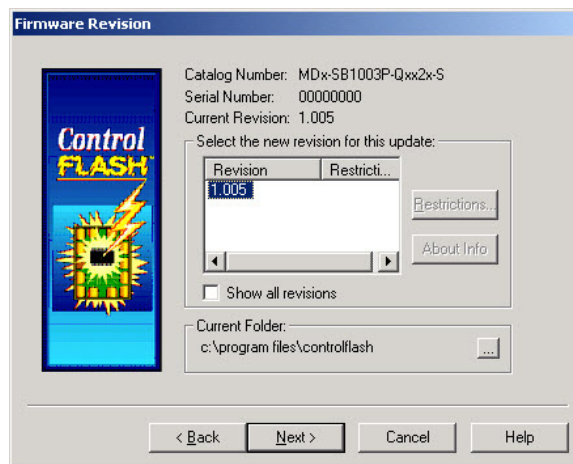 Firmware Revision
Catalog Number: MDx-SB1003P-Qxx2x-S
Serial Number: 00000000
Current Revision: 1.005
Control
FLASH
Select the new revision for this update:
Revision Restricti...
1.005
Restrictions...
About Info
Show all revisions
Current Folder:
c:\program files\controlflash
...
< Back Next > Cancel Help